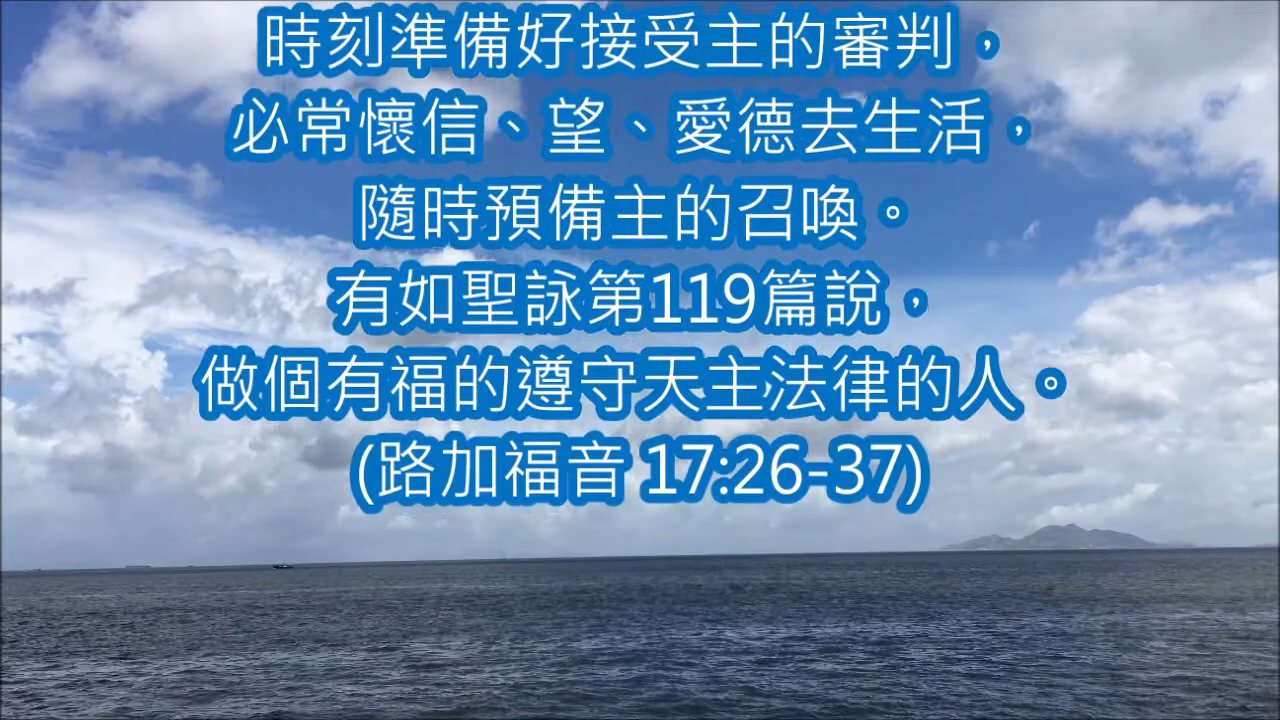 時刻準備好接受主的審判，
必常懷信、望、愛德去生活，
隨時預備主的召喚。
有如聖詠第119篇說，
做個有福的遵守天主法律的人。
(路加福音 17:26-37)